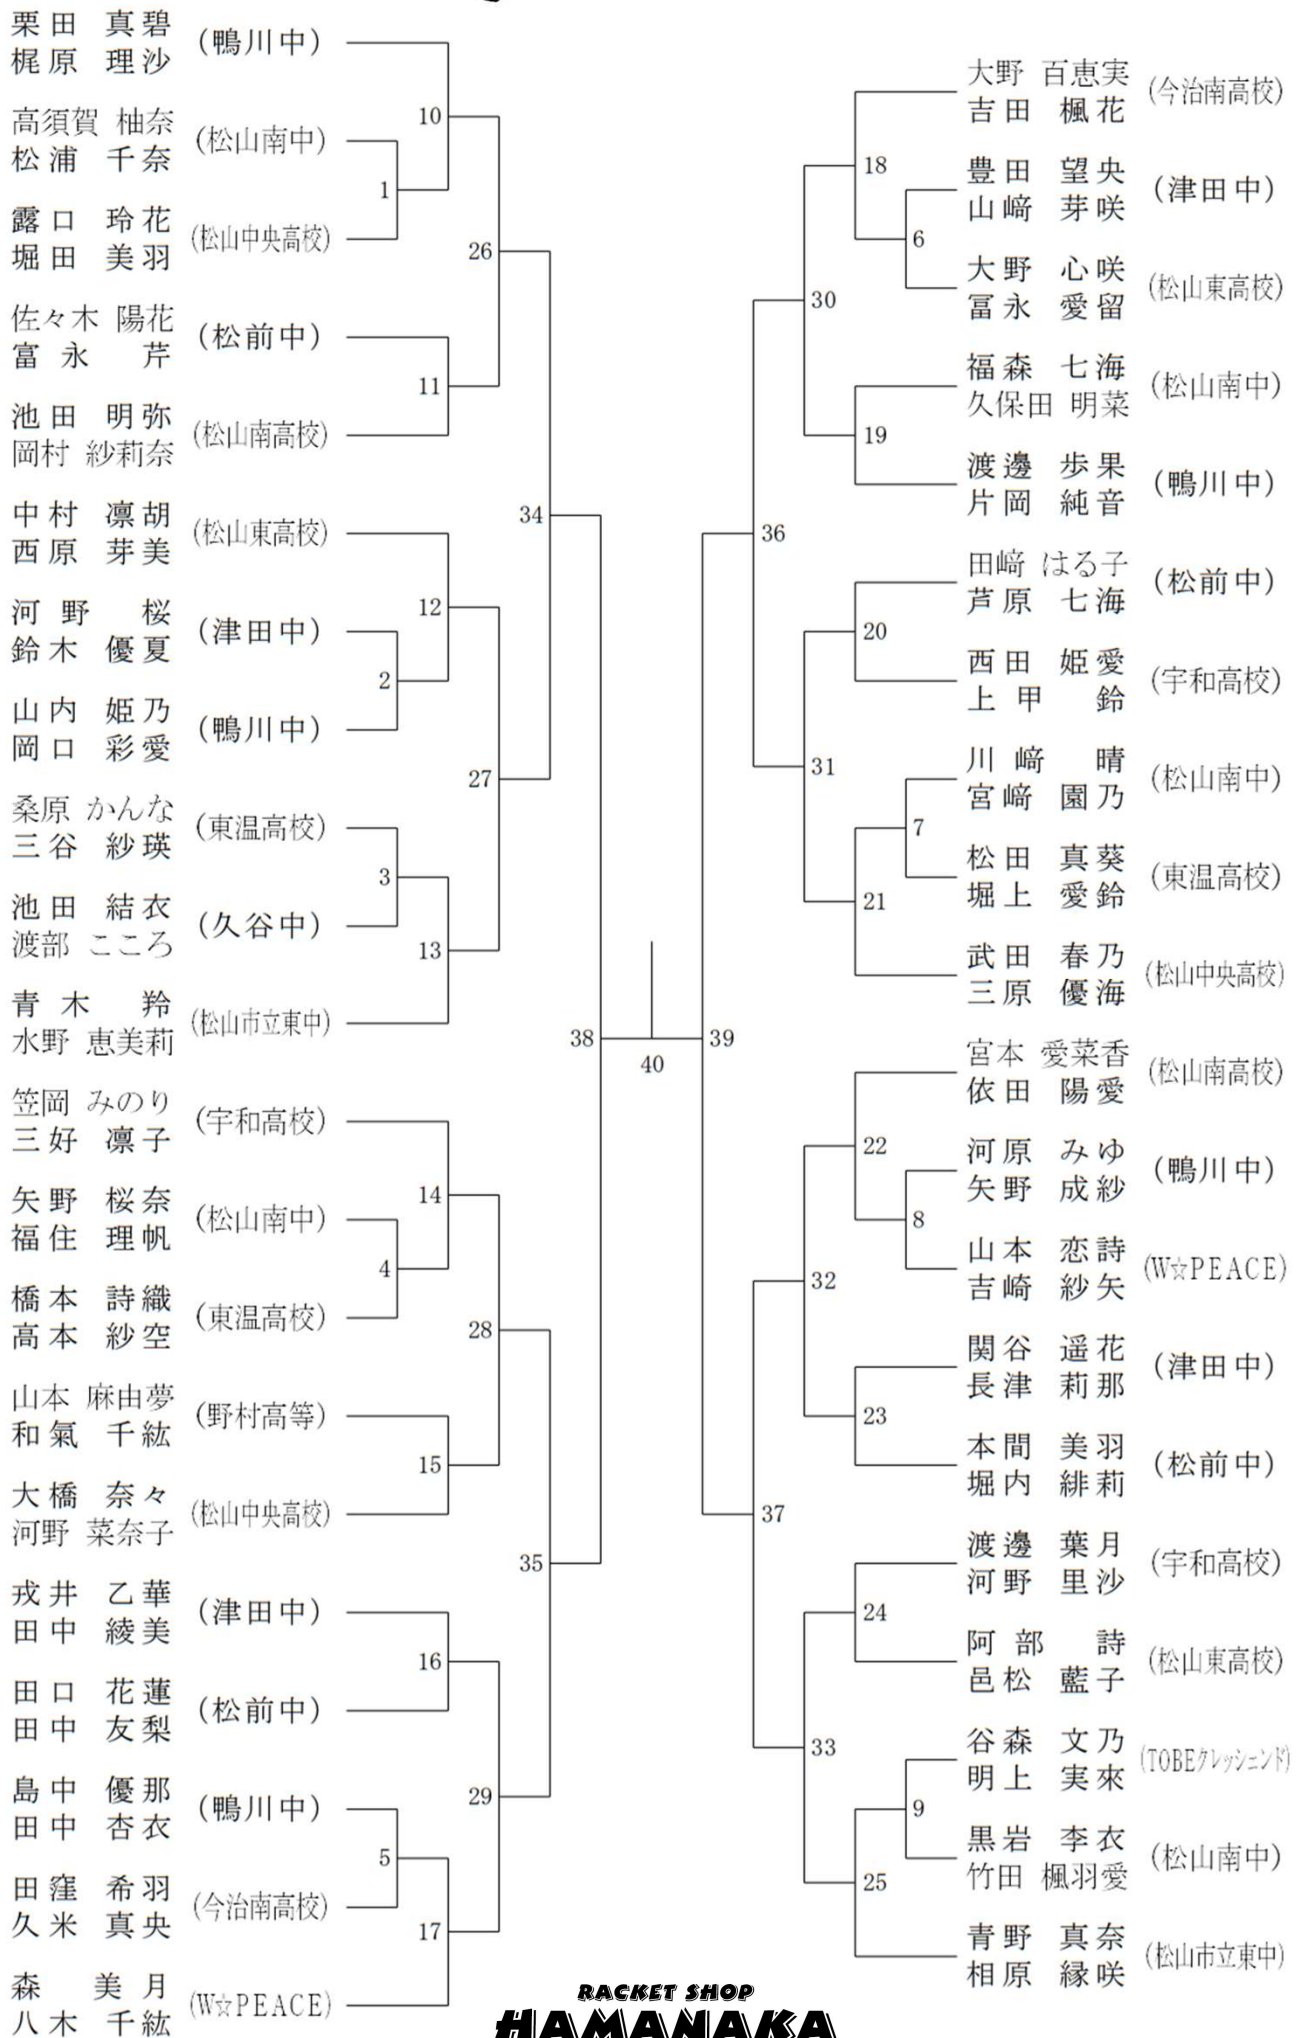 栗田 真碧
梶原 理沙
(鴨川中)
高須賀 柚奈
松浦 千奈
(松山南中)
露口 玲花
堀田 美羽
(松山中央高校)
佐々木 陽花
富永 芹
(松前中)
池田 明弥
岡村 紗莉奈
(松山南高校)
中村 凛胡
西原 芽美
(松山東高校)
河野 桜
鈴木 優夏
(津田中)
山内 姫乃
岡口 彩愛
(鴨川中)
桑原 かんな
三谷 紗瑛
(東温高校)
池田 結衣
渡部 こころ
(久谷中)
青木 羚
水野 恵美莉
(松山市立東中)
笠岡 みのり
三好 凛子
(宇和高校)
矢野 桜奈
福住 理帆
(松山南中)
橋本 詩織
高本 紗空
(東温高校)
山本 麻由夢
和氣 千紘
(野村高等)
大橋 奈々
河野 菜奈子
(松山中央高校)
戎井 乙華
田中 綾美
(津田中)
田口 花蓮
田中 友梨
(松前中)
島中 優那
田中 杏衣
(鴨川中)
田窪 希羽
久米 真央
(今治南高校)
森 美月
八木 千紘
(W☆PEACE)
1
2
3
4
5
10
11
12
13
14
15
16
17
26
27
28
29
34
35
38
40
39
36
37
30
31
32
33
18
19
20
21
22
23
24
25
6
7
8
9
大野 百恵実
吉田 楓花
(今治南高校)
豊田 望央
山﨑 芽咲
(津田中)
大野 心咲
冨永 愛留
(松山東高校)
福森 七海
久保田 明菜
(松山南中)
渡邊 歩果
片岡 純音
(鴨川中)
田﨑 はる子
芦原 七海
(松前中)
西田 姫愛
上甲 鈴
(宇和高校)
川﨑 晴
宮﨑 園乃
(松山南中)
松田 真葵
堀上 愛鈴
(東温高校)
武田 春乃
三原 優海
(松山中央高校)
宮本 愛菜香
依田 陽愛
(松山南高校)
河原 みゆ
矢野 成紗
(鴨川中)
山本 恋詩
吉崎 紗矢
(W☆PEACE)
関谷 遥花
長津 莉那
(津田中)
本間 美羽
堀内 緋莉
(松前中)
渡邊 葉月
河野 里沙
(宇和高校)
阿部 詩
邑松 藍子
(松山東高校)
谷森 文乃
明上 実來
(TOBEクレッシェンド)
黒岩 李衣
竹田 楓羽愛
(松山南中)
青野 真奈
相原 縁咲
(松山市立東中)
RACKET SHOP
HAMANAKA